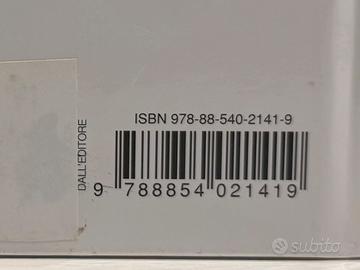 ISBN 978-88-540-2141-9
DALL'EDITORE
9 788854 021419
subito